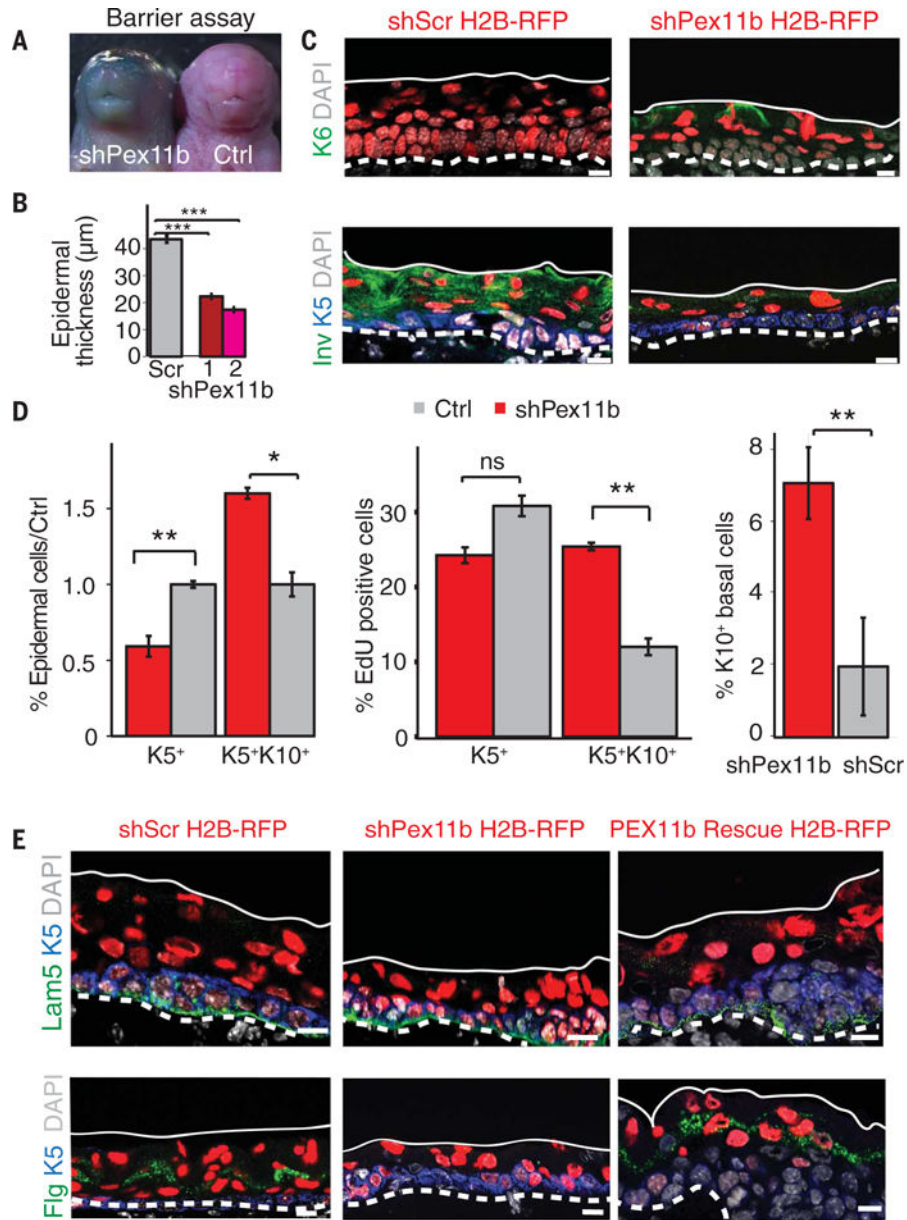 A
Barrier assay
shPex11b
Ctrl
B
Epidermal
thickness (µm)
40
30
20
10
0
***
***
Scr
1
2
shPex11b
C
shScr H2B-RFP
shPex11b H2B-RFP
K6 DAPI
Inv K5 DAPI
D
Ctrl
shPex11b
% Epidermal cells/Ctrl
1.5
1.0
0.5
0
**
*
K5⁺
K5⁺K10⁺
% EdU positive cells
30
20
10
0
ns
**
K5⁺
K5⁺K10⁺
% K10⁺ basal cells
8
6
4
2
0
**
shPex11b
shScr
E
shScr H2B-RFP
shPex11b H2B-RFP
PEX11b Rescue H2B-RFP
Lam5 K5 DAPI
Flg K5 DAPI